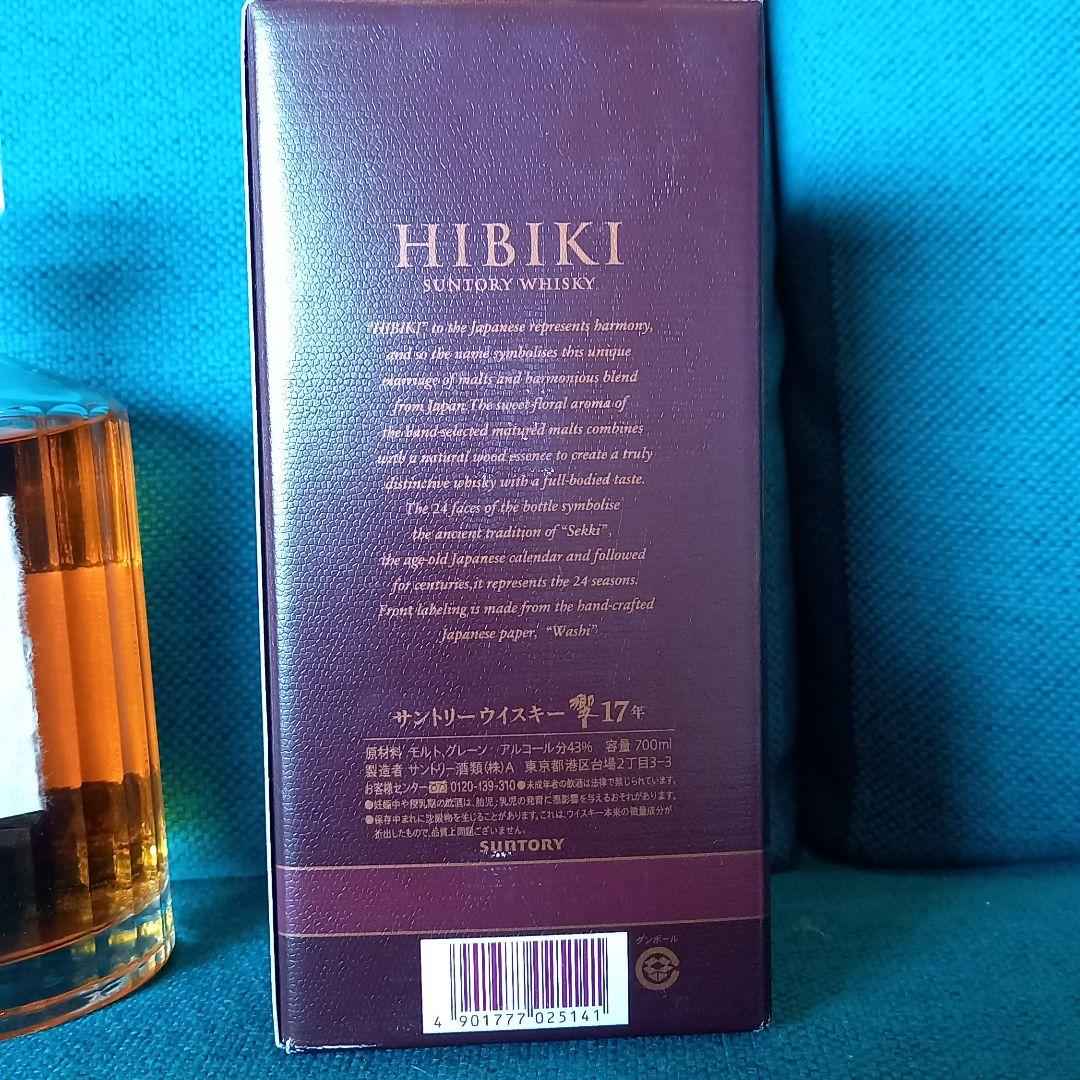 HIBIKI
SUNTORY WHISKY
"HIBIKI" to the Japanese represents harmony,
and so the name symbolises this unique
marriage of malts and harmonious blend
from Japan.The sweet floral aroma of
the hand-selected matured malts combines
with a natural wood essence to create a truly
distinctive whisky with a full-bodied taste.
The 24 faces of the bottle symbolise
the ancient tradition of "Sekki",
the age-old Japanese calendar and followed
for centuries,it represents the 24 seasons.
Front labeling is made from the hand-crafted
Japanese paper, "Washi".
サントリーウイスキー 響 17年
原材料 モルト、グレーン アルコール分43% 容量 700ml
製造者 サントリー酒類(株)A 東京都港区台場2丁目3-3
お客様センター 0120-139-310 ●未成年者の飲酒は法律で禁じられています。
●妊娠中や授乳期の飲酒は、胎児・乳児の発育に悪影響を与えるおそれがあります。
●保存中まれに沈殿物を生じることがあります。これは、ウイスキー本来の微量成分が
析出したもので、品質上問題ございません。
SUNTORY
ダンボール
4 901777 025141